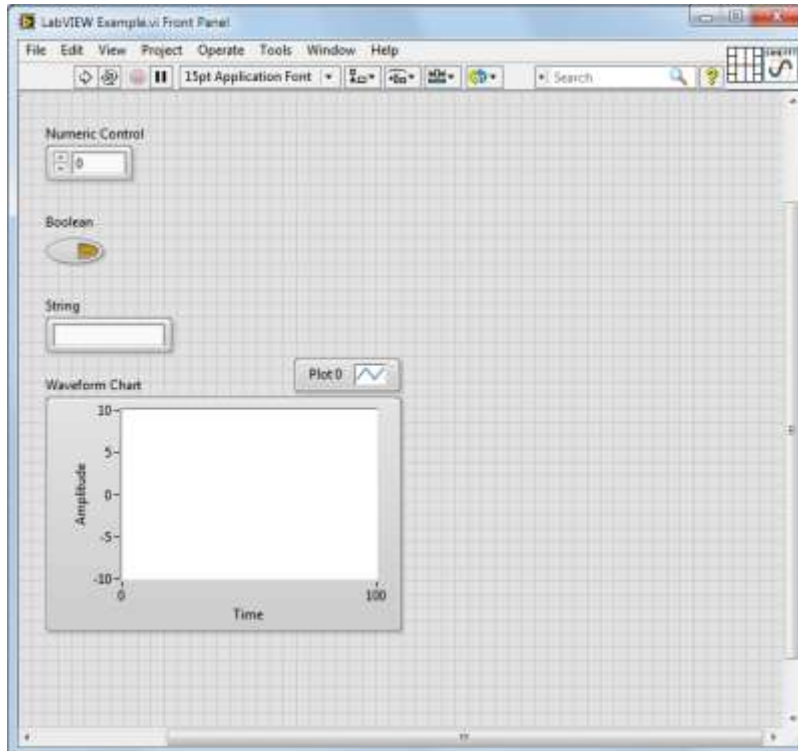 LabVIEW Example.vi Front Panel
File Edit View Project Operate Tools Window Help
15pt Application Font
Search
?
Numeric Control
0
Boolean
String
Plot 0
Waveform Chart
10
5
0
-5
-10
Amplitude
0 100
Time